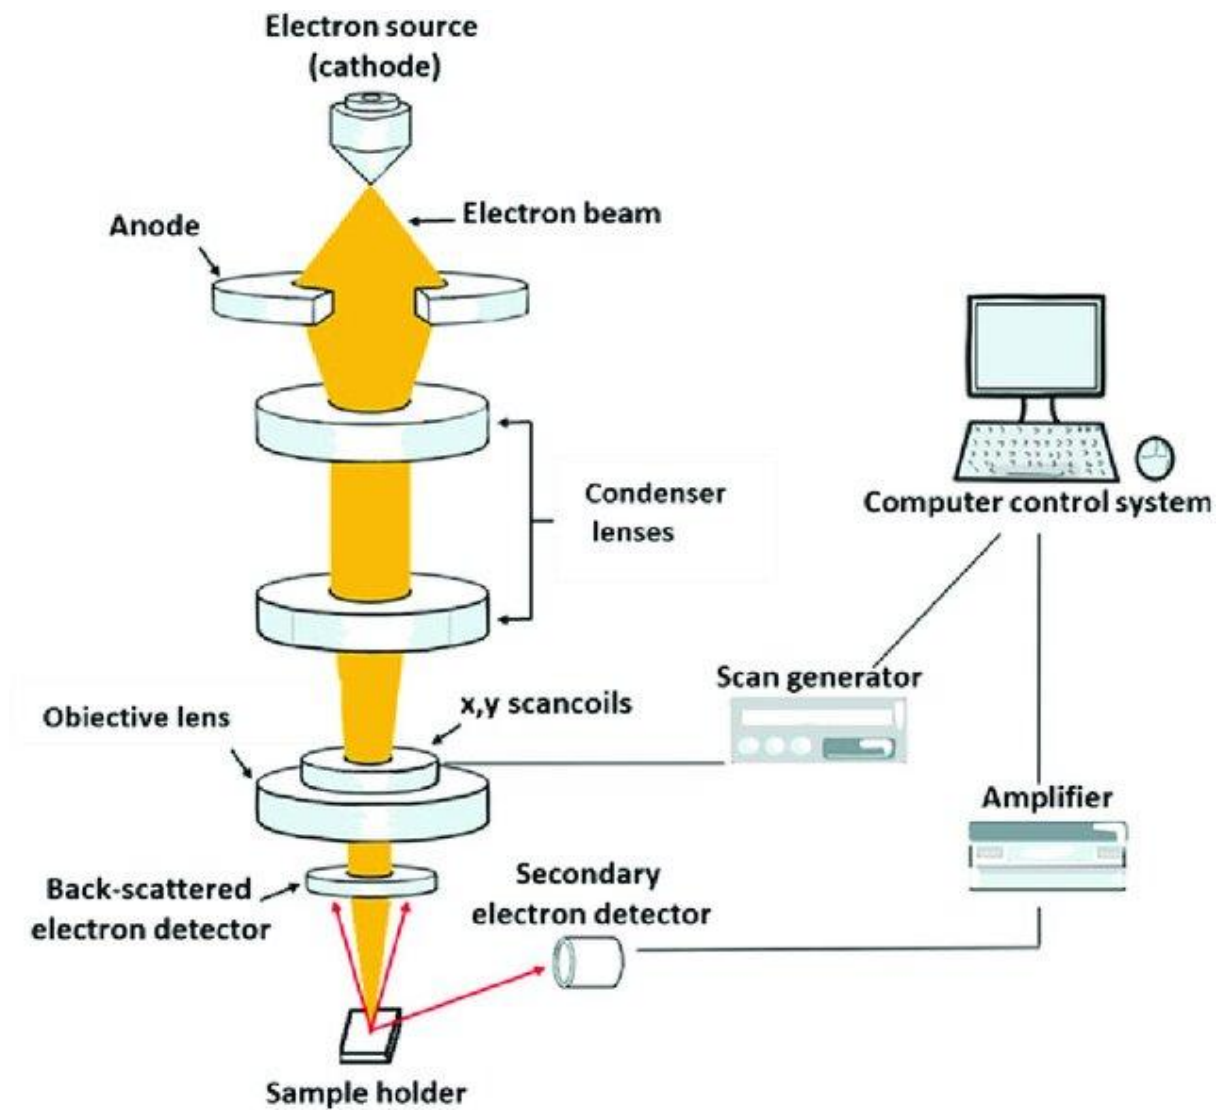 Electron source
(cathode)
Electron beam
Anode
Condenser
lenses
Computer control system
Scan generator
x,y scancoils
Obiective lens
Amplifier
Secondary
electron detector
Back-scattered
electron detector
Sample holder